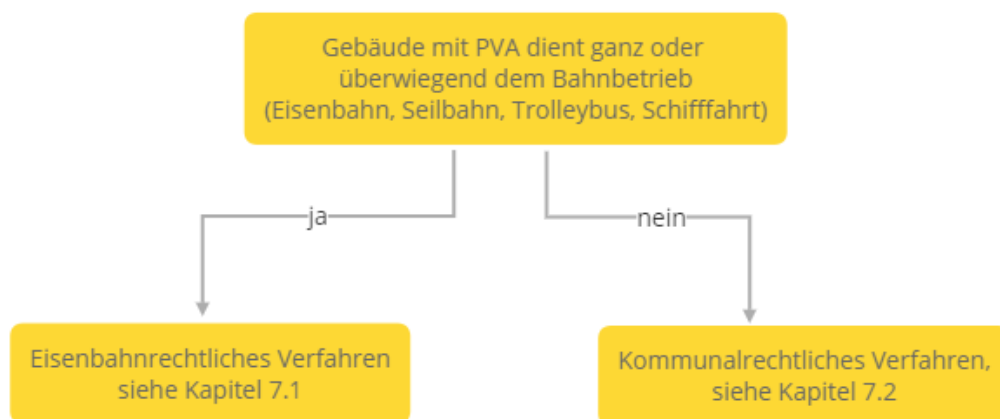 Gebäude mit PVA dient ganz oder
überwiegend dem Bahnbetrieb
(Eisenbahn, Seilbahn, Trolleybus, Schifffahrt)
ja
nein
Eisenbahnrechtliches Verfahren
siehe Kapitel 7.1
Kommunalrechtliches Verfahren,
siehe Kapitel 7.2